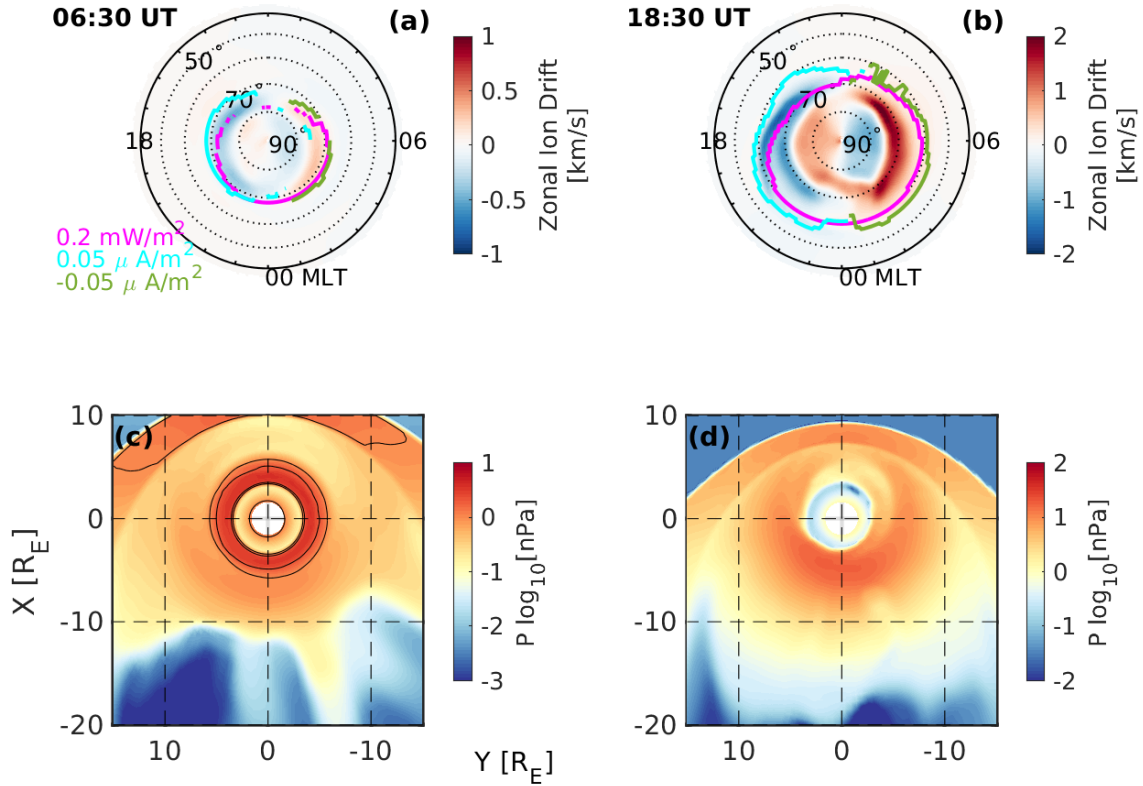 06:30 UT
(a)
50°
70°
90°
18
06
00 MLT
0.2 mW/m2
0.05 μ A/m2
-0.05 μ A/m2
1
0.5
0
-0.5
-1
Zonal Ion Drift
[km/s]
18:30 UT
(b)
50°
70°
90°
18
06
00 MLT
2
1
0
-1
-2
Zonal Ion Drift
[km/s]
(c)
10
0
-10
-20
X [RE]
10
0
-10
1
0
-1
-2
-3
P log10[nPa]
Y [RE]
(d)
10
0
-10
-20
10
0
-10
2
1
0
-1
-2
P log10[nPa]